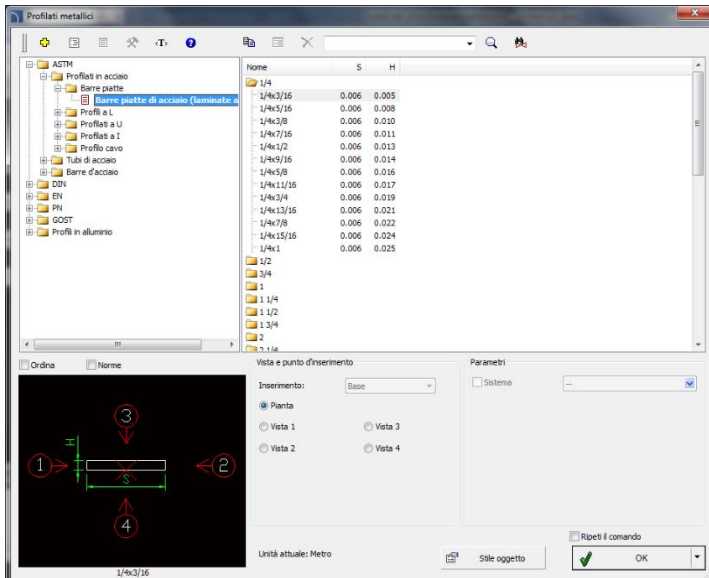 Profilati metallici
Nome S H
ASTM
Profilati in acciaio
Barre piatte
Barre piatte di acciaio (laminate a
Profili a L
Profilati a U
Profilati a I
Profilo cavo
Tubi di acciaio
Barre d'acciaio
DIN
EN
PN
GOST
Profili in alluminio
1/4
1/4x3/16 0.006 0.005
1/4x5/16 0.006 0.008
1/4x3/8 0.006 0.010
1/4x7/16 0.006 0.011
1/4x1/2 0.006 0.013
1/4x9/16 0.006 0.014
1/4x5/8 0.006 0.016
1/4x11/16 0.006 0.017
1/4x3/4 0.006 0.019
1/4x13/16 0.006 0.021
1/4x7/8 0.006 0.022
1/4x15/16 0.006 0.024
1/4x1 0.006 0.025
1/2
3/4
1
1 1/4
1 1/2
1 3/4
2
2 1/4
Ordina Norme
3
H
1 2
S
4
1/4x3/16
Vista e punto d'inserimento
Inserimento: Base
Pianta
Vista 1 Vista 3
Vista 2 Vista 4
Parametri
Sistema --
Unità attuale: Metro
Stile oggetto
Ripeti il comando
OK